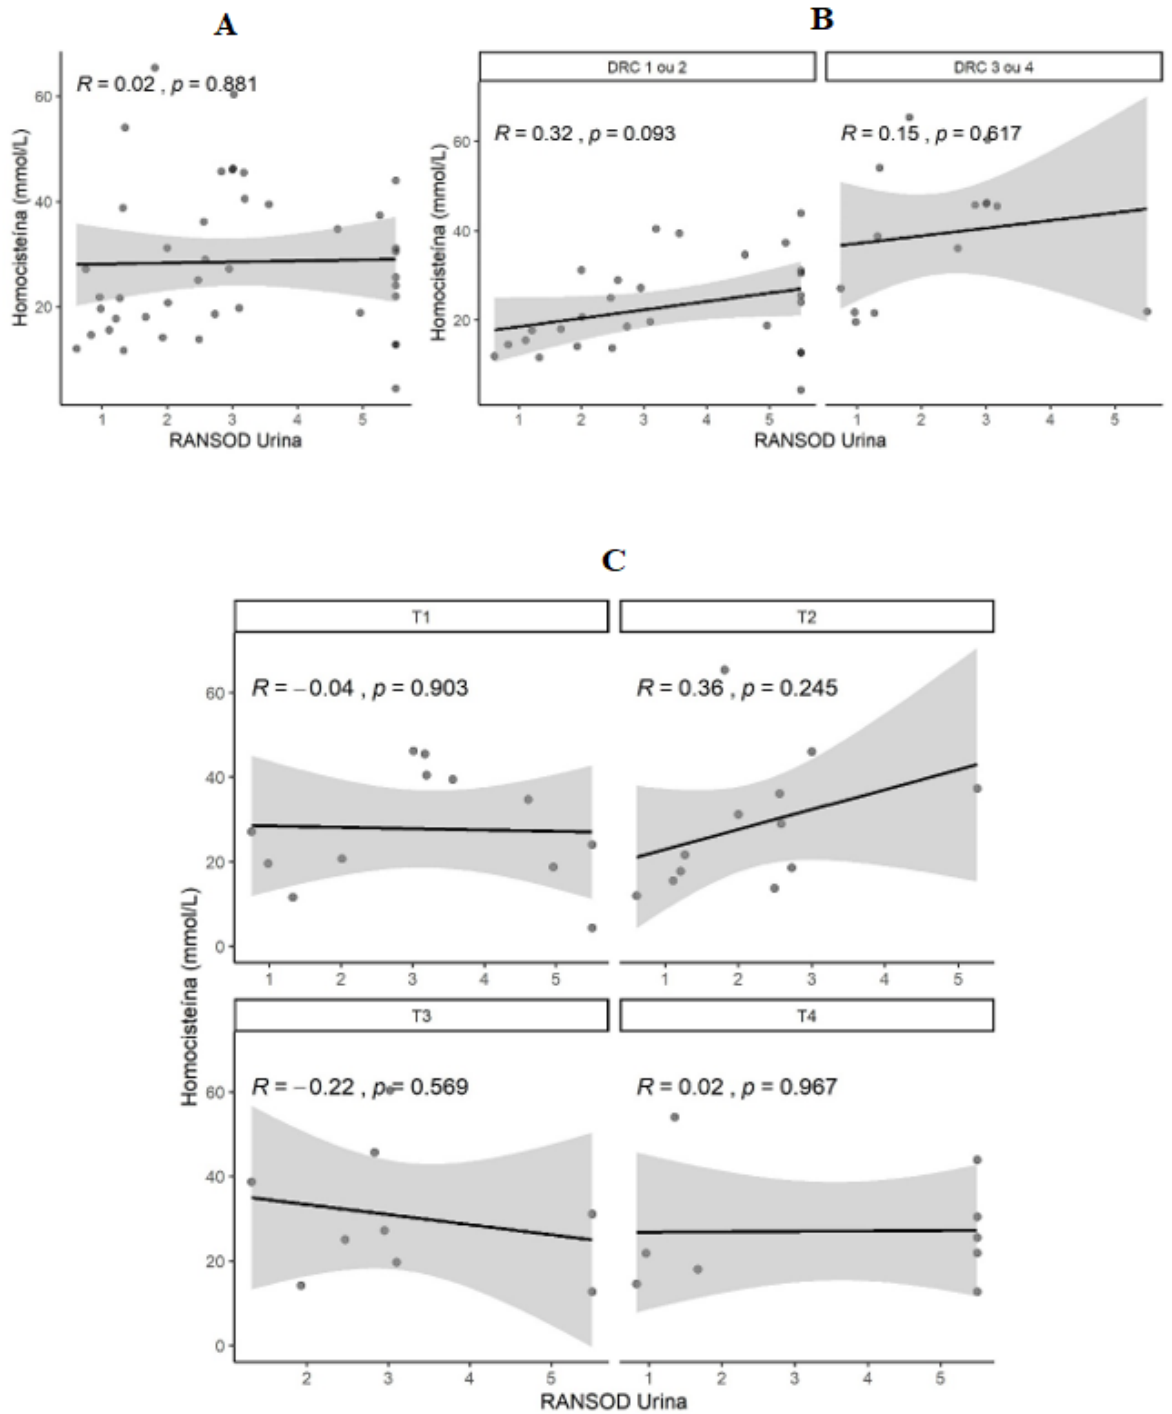 A
B
R = 0.02 , p = 0.881
Homocisteína (mmol/L)
60
40
20
1 2 3 4 5
RANSOD Urina
DRC 1 ou 2
DRC 3 ou 4
R = 0.32 , p = 0.093
R = 0.15 , p = 0.617
Homocisteína (mmol/L)
60
40
20
1 2 3 4 5
1 2 3 4 5
RANSOD Urina
C
T1
T2
R = −0.04 , p = 0.903
R = 0.36 , p = 0.245
60
40
20
0
1 2 3 4 5
1 2 3 4 5
Homocisteína (mmol/L)
T3
T4
R = −0.22 , p = 0.569
R = 0.02 , p = 0.967
60
40
20
0
2 3 4 5
1 2 3 4 5
RANSOD Urina